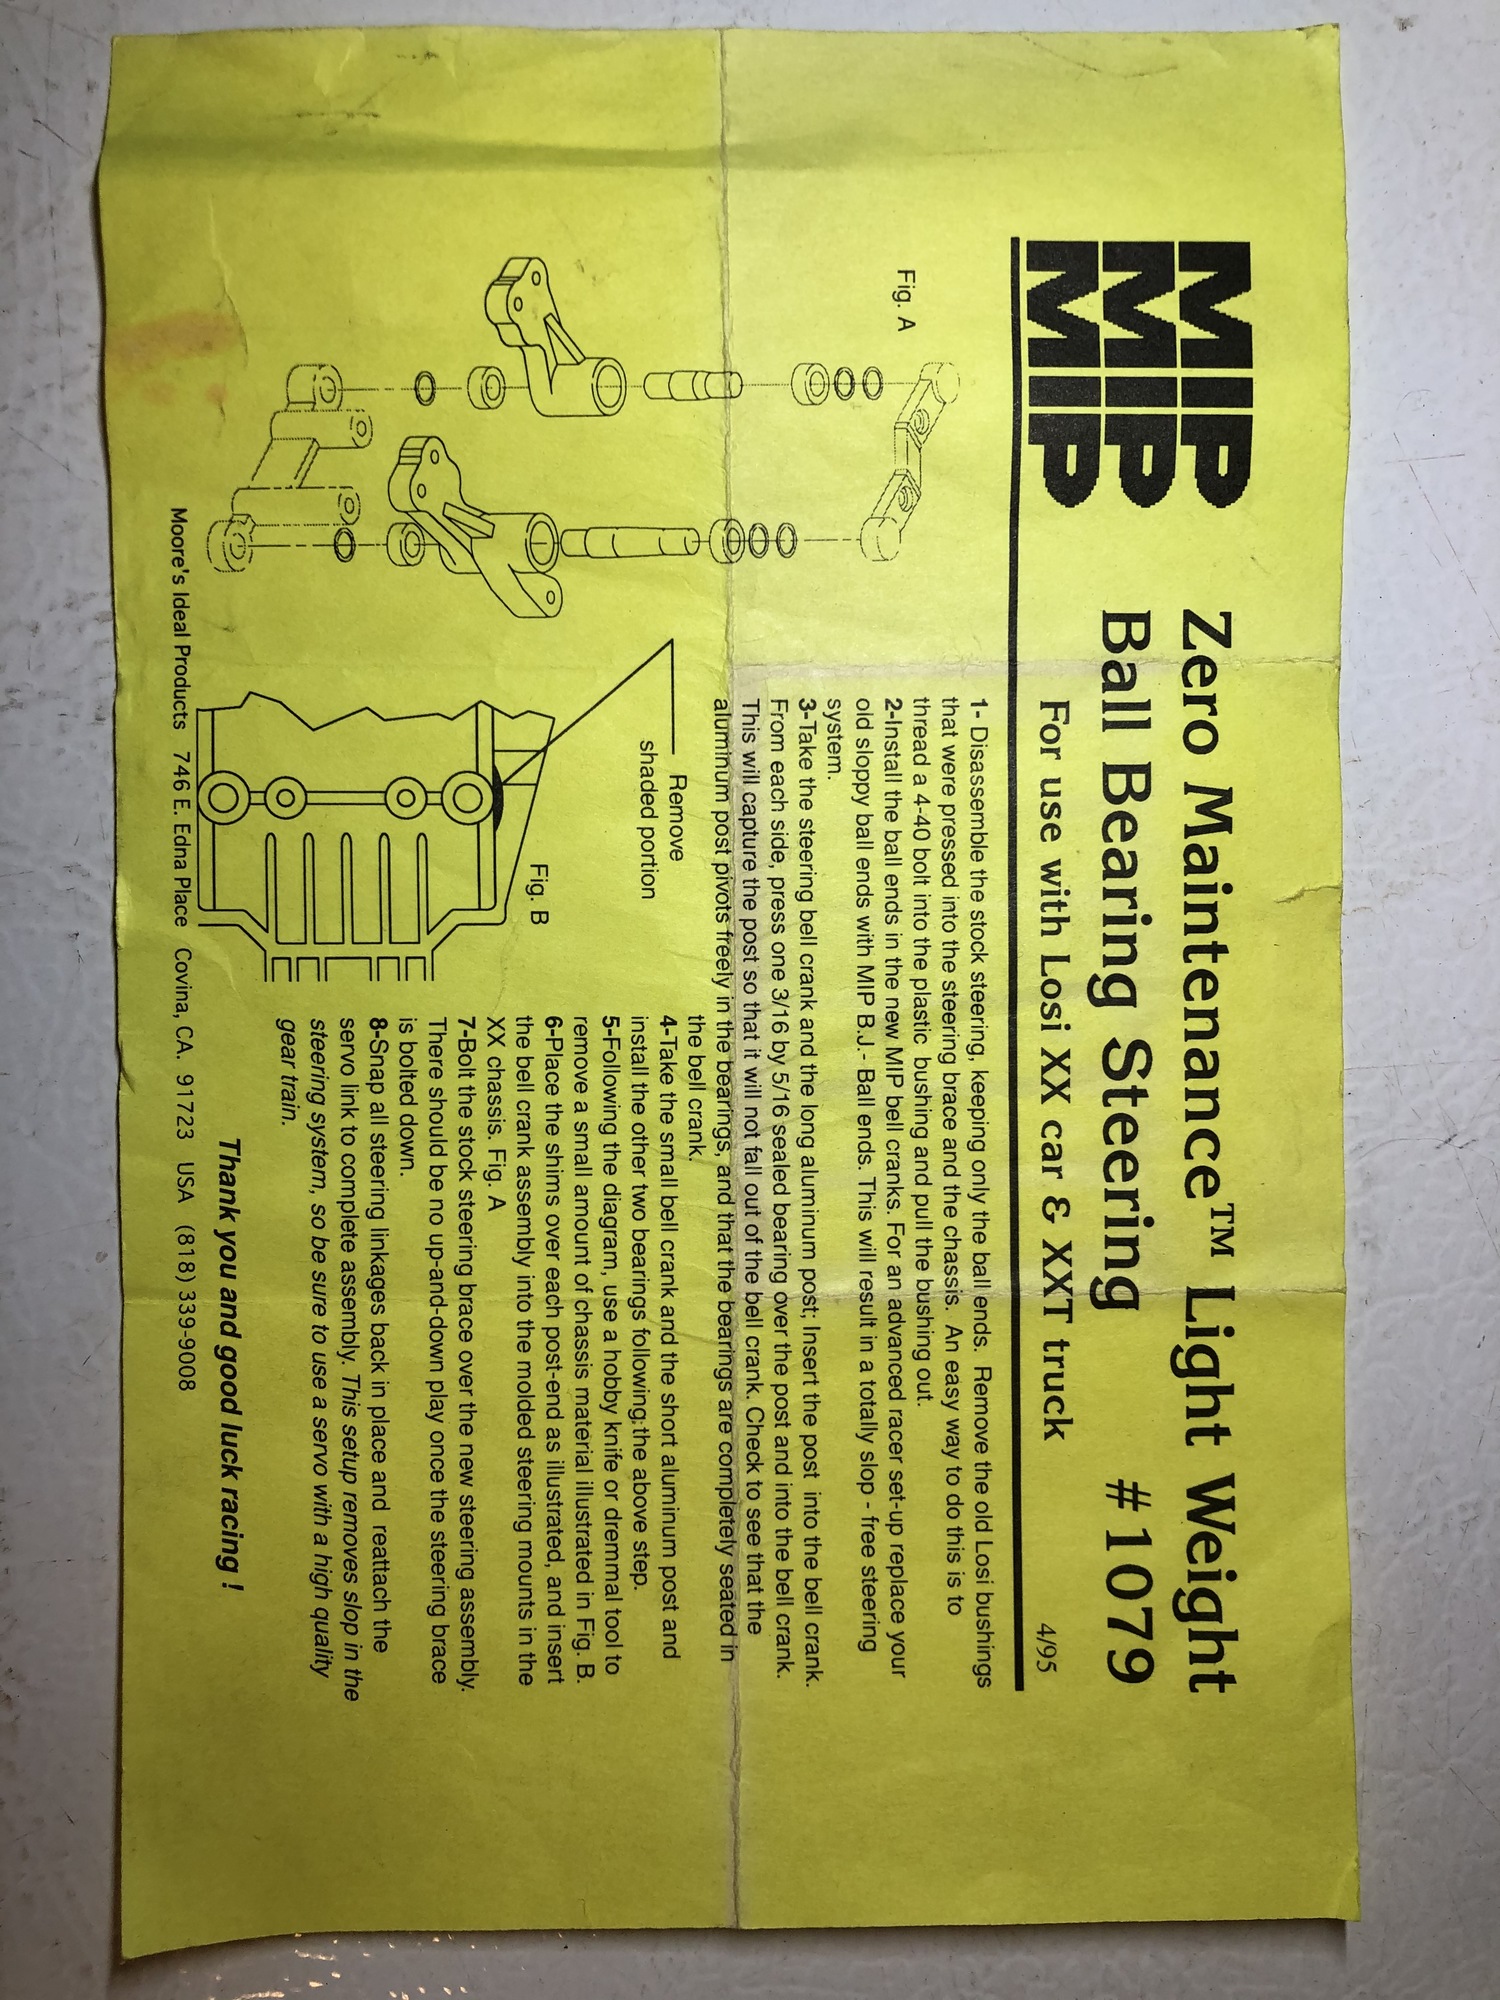 MIP
MIP
MIP
Zero Maintenance™ Light Weight
Ball Bearing Steering #1079
For use with Losi XX car & XXT truck 4/95
Fig. A
1- Disassemble the stock steering, keeping only the ball ends. Remove the old Losi bushings
that were pressed into the steering brace and the chassis. An easy way to do this is to
thread a 4-40 bolt into the plastic bushing and pull the bushing out.
2-Install the ball ends in the new MIP bell cranks. For an advanced racer set-up replace your
old sloppy ball ends with MIP B.J.- Ball ends. This will result in a totally slop - free steering
system.
3-Take the steering bell crank and the long aluminum post; Insert the post into the bell crank.
From each side, press one 3/16 by 5/16 sealed bearing over the post and into the bell crank.
This will capture the post so that it will not fall out of the bell crank. Check to see that the
aluminum post pivots freely in the bearings, and that the bearings are completely seated in
the bell crank.
4-Take the small bell crank and the short aluminum post and
install the other two bearings following the above step.
5-Following the diagram, use a hobby knife or dremmal tool to
remove a small amount of chassis material illustrated in Fig. B.
6-Place the shims over each post-end as illustrated, and insert
the bell crank assembly into the molded steering mounts in the
XX chassis. Fig. A
7-Bolt the stock steering brace over the new steering assembly.
There should be no up-and-down play once the steering brace
is bolted down.
8-Snap all steering linkages back in place and reattach the
servo link to complete assembly. This setup removes slop in the
steering system, so be sure to use a servo with a high quality
gear train.
Remove
shaded portion
Fig. B
Thank you and good luck racing !
Moore's Ideal Products 746 E. Edna Place Covina, CA. 91723 USA (818) 339-9008